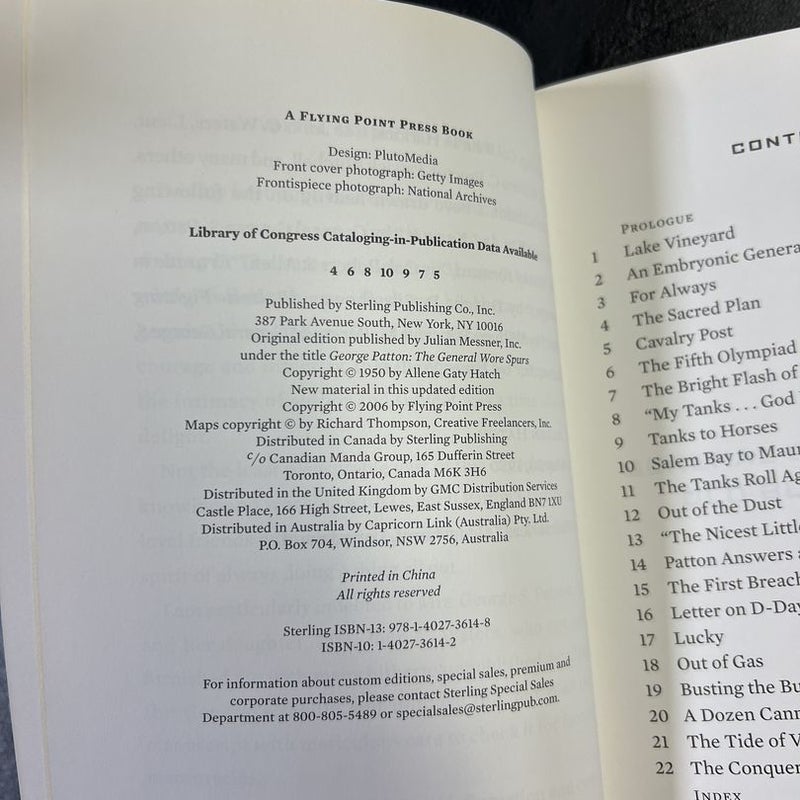 A FLYING POINT PRESS BOOK
Design: PlutoMedia
Front cover photograph: Getty Images
Frontispiece photograph: National Archives
Library of Congress Cataloging-in-Publication Data Available
4 6 8 10 9 7 5
Published by Sterling Publishing Co., Inc.
387 Park Avenue South, New York, NY 10016
Original edition published by Julian Messner, Inc.
under the title George Patton: The General Wore Spurs
Copyright © 1950 by Allene Gaty Hatch
New material in this updated edition
Copyright © 2006 by Flying Point Press
Maps copyright © by Richard Thompson, Creative Freelancers, Inc.
Distributed in Canada by Sterling Publishing
c/o Canadian Manda Group, 165 Dufferin Street
Toronto, Ontario, Canada M6K 3H6
Distributed in the United Kingdom by GMC Distribution Services
Castle Place, 166 High Street, Lewes, East Sussex, England BN7 1XU
Distributed in Australia by Capricorn Link (Australia) Pty. Ltd.
P.O. Box 704, Windsor, NSW 2756, Australia
Printed in China
All rights reserved
Sterling ISBN-13: 978-1-4027-3614-8
ISBN-10: 1-4027-3614-2
For information about custom editions, special sales, premium and
corporate purchases, please contact Sterling Special Sales
Department at 800-805-5489 or specialsales@sterlingpub.com.
CONT
PROLOGUE
1 Lake Vineyard
2 An Embryonic Genera
3 For Always
4 The Sacred Plan
5 Cavalry Post
6 The Fifth Olympiad
7 The Bright Flash of
8 "My Tanks . . . God
9 Tanks to Horses
10 Salem Bay to Mau
11 The Tanks Roll Ag
12 Out of the Dust
13 "The Nicest Littl
14 Patton Answers
15 The First Breach
16 Letter on D-Day
17 Lucky
18 Out of Gas
19 Busting the Bu
20 A Dozen Cann
21 The Tide of V
22 The Conquer
INDEX